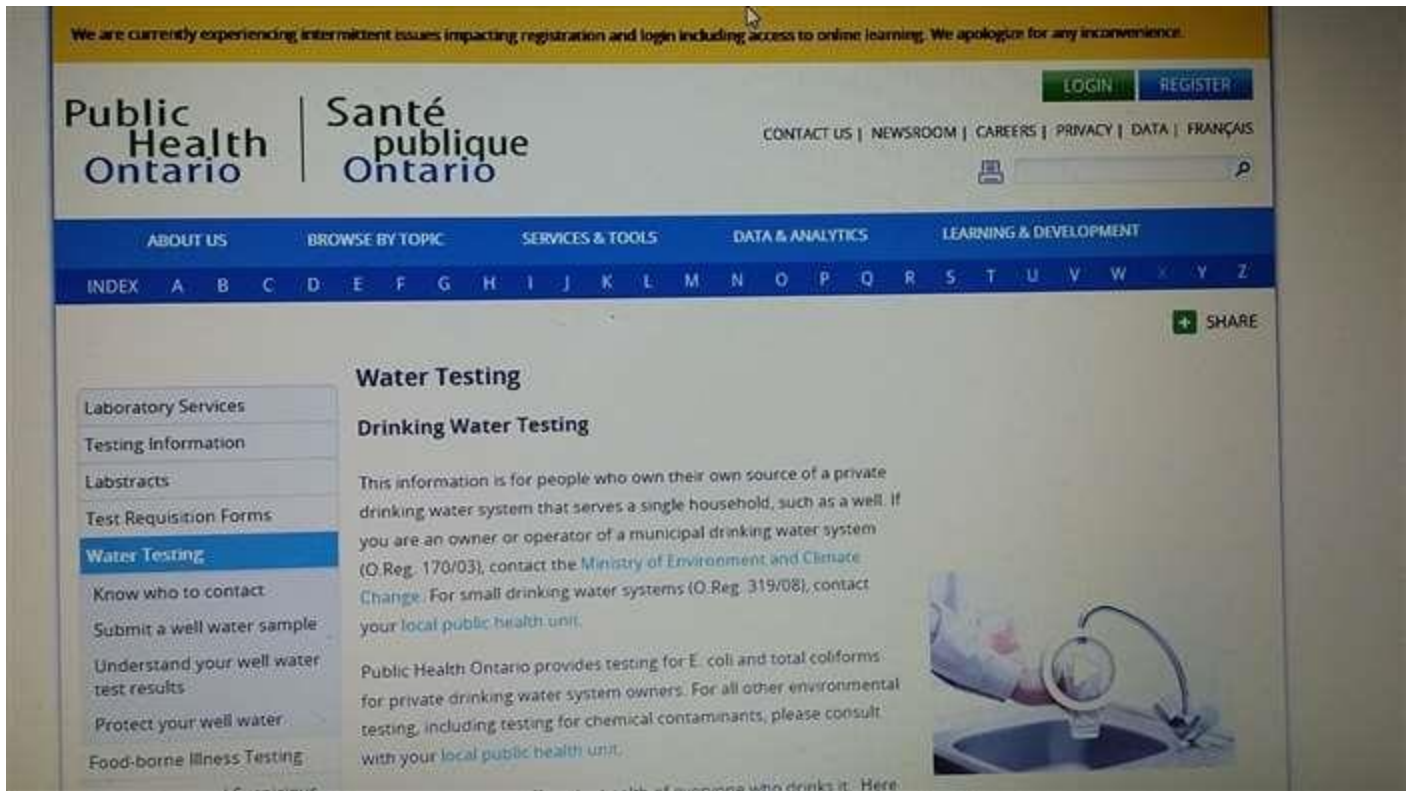 We are currently experiencing intermittent issues impacting registration and login including access to online learning. We apologize for any inconvenience.
LOGIN REGISTER
Public Health Ontario
Santé publique Ontario
CONTACT US | NEWSROOM | CAREERS | PRIVACY | DATA | FRANÇAIS
ABOUT US BROWSE BY TOPIC SERVICES & TOOLS DATA & ANALYTICS LEARNING & DEVELOPMENT
INDEX A B C D E F G H I J K L M N O P Q R S T U V W X Y Z
SHARE
Laboratory Services
Testing Information
Labstracts
Test Requisition Forms
Water Testing
Know who to contact
Submit a well water sample
Understand your well water
test results
Protect your well water
Food-borne Illness Testing
Water Testing
Drinking Water Testing
This information is for people who own their own source of a private
drinking water system that serves a single household, such as a well. If
you are an owner or operator of a municipal drinking water system
(O.Reg. 170/03), contact the Ministry of Environment and Climate
Change. For small drinking water systems (O.Reg. 319/08), contact
your local public health unit.
Public Health Ontario provides testing for E. coli and total coliforms
for private drinking water system owners. For all other environmental
testing, including testing for chemical contaminants, please consult
with your local public health unit.
health of everyone who drinks it. Here